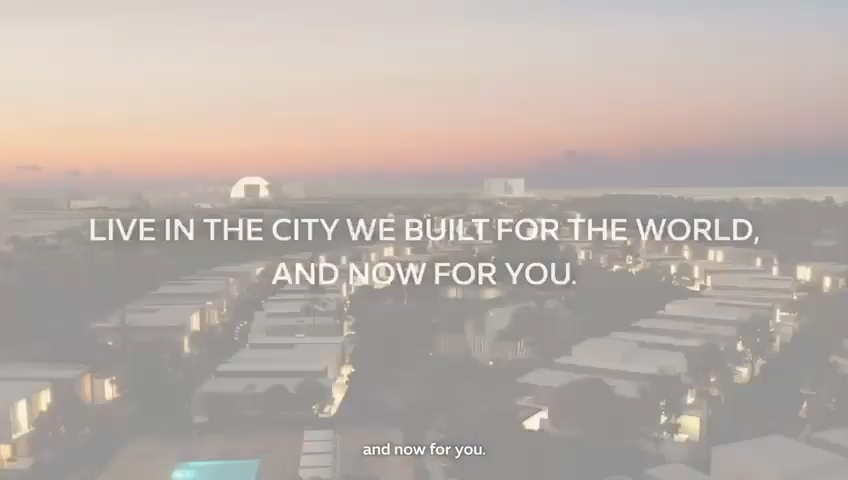 LIVE IN THE CITY WE BUILT FOR THE WORLD,
AND NOW FOR YOU.
and now for you.